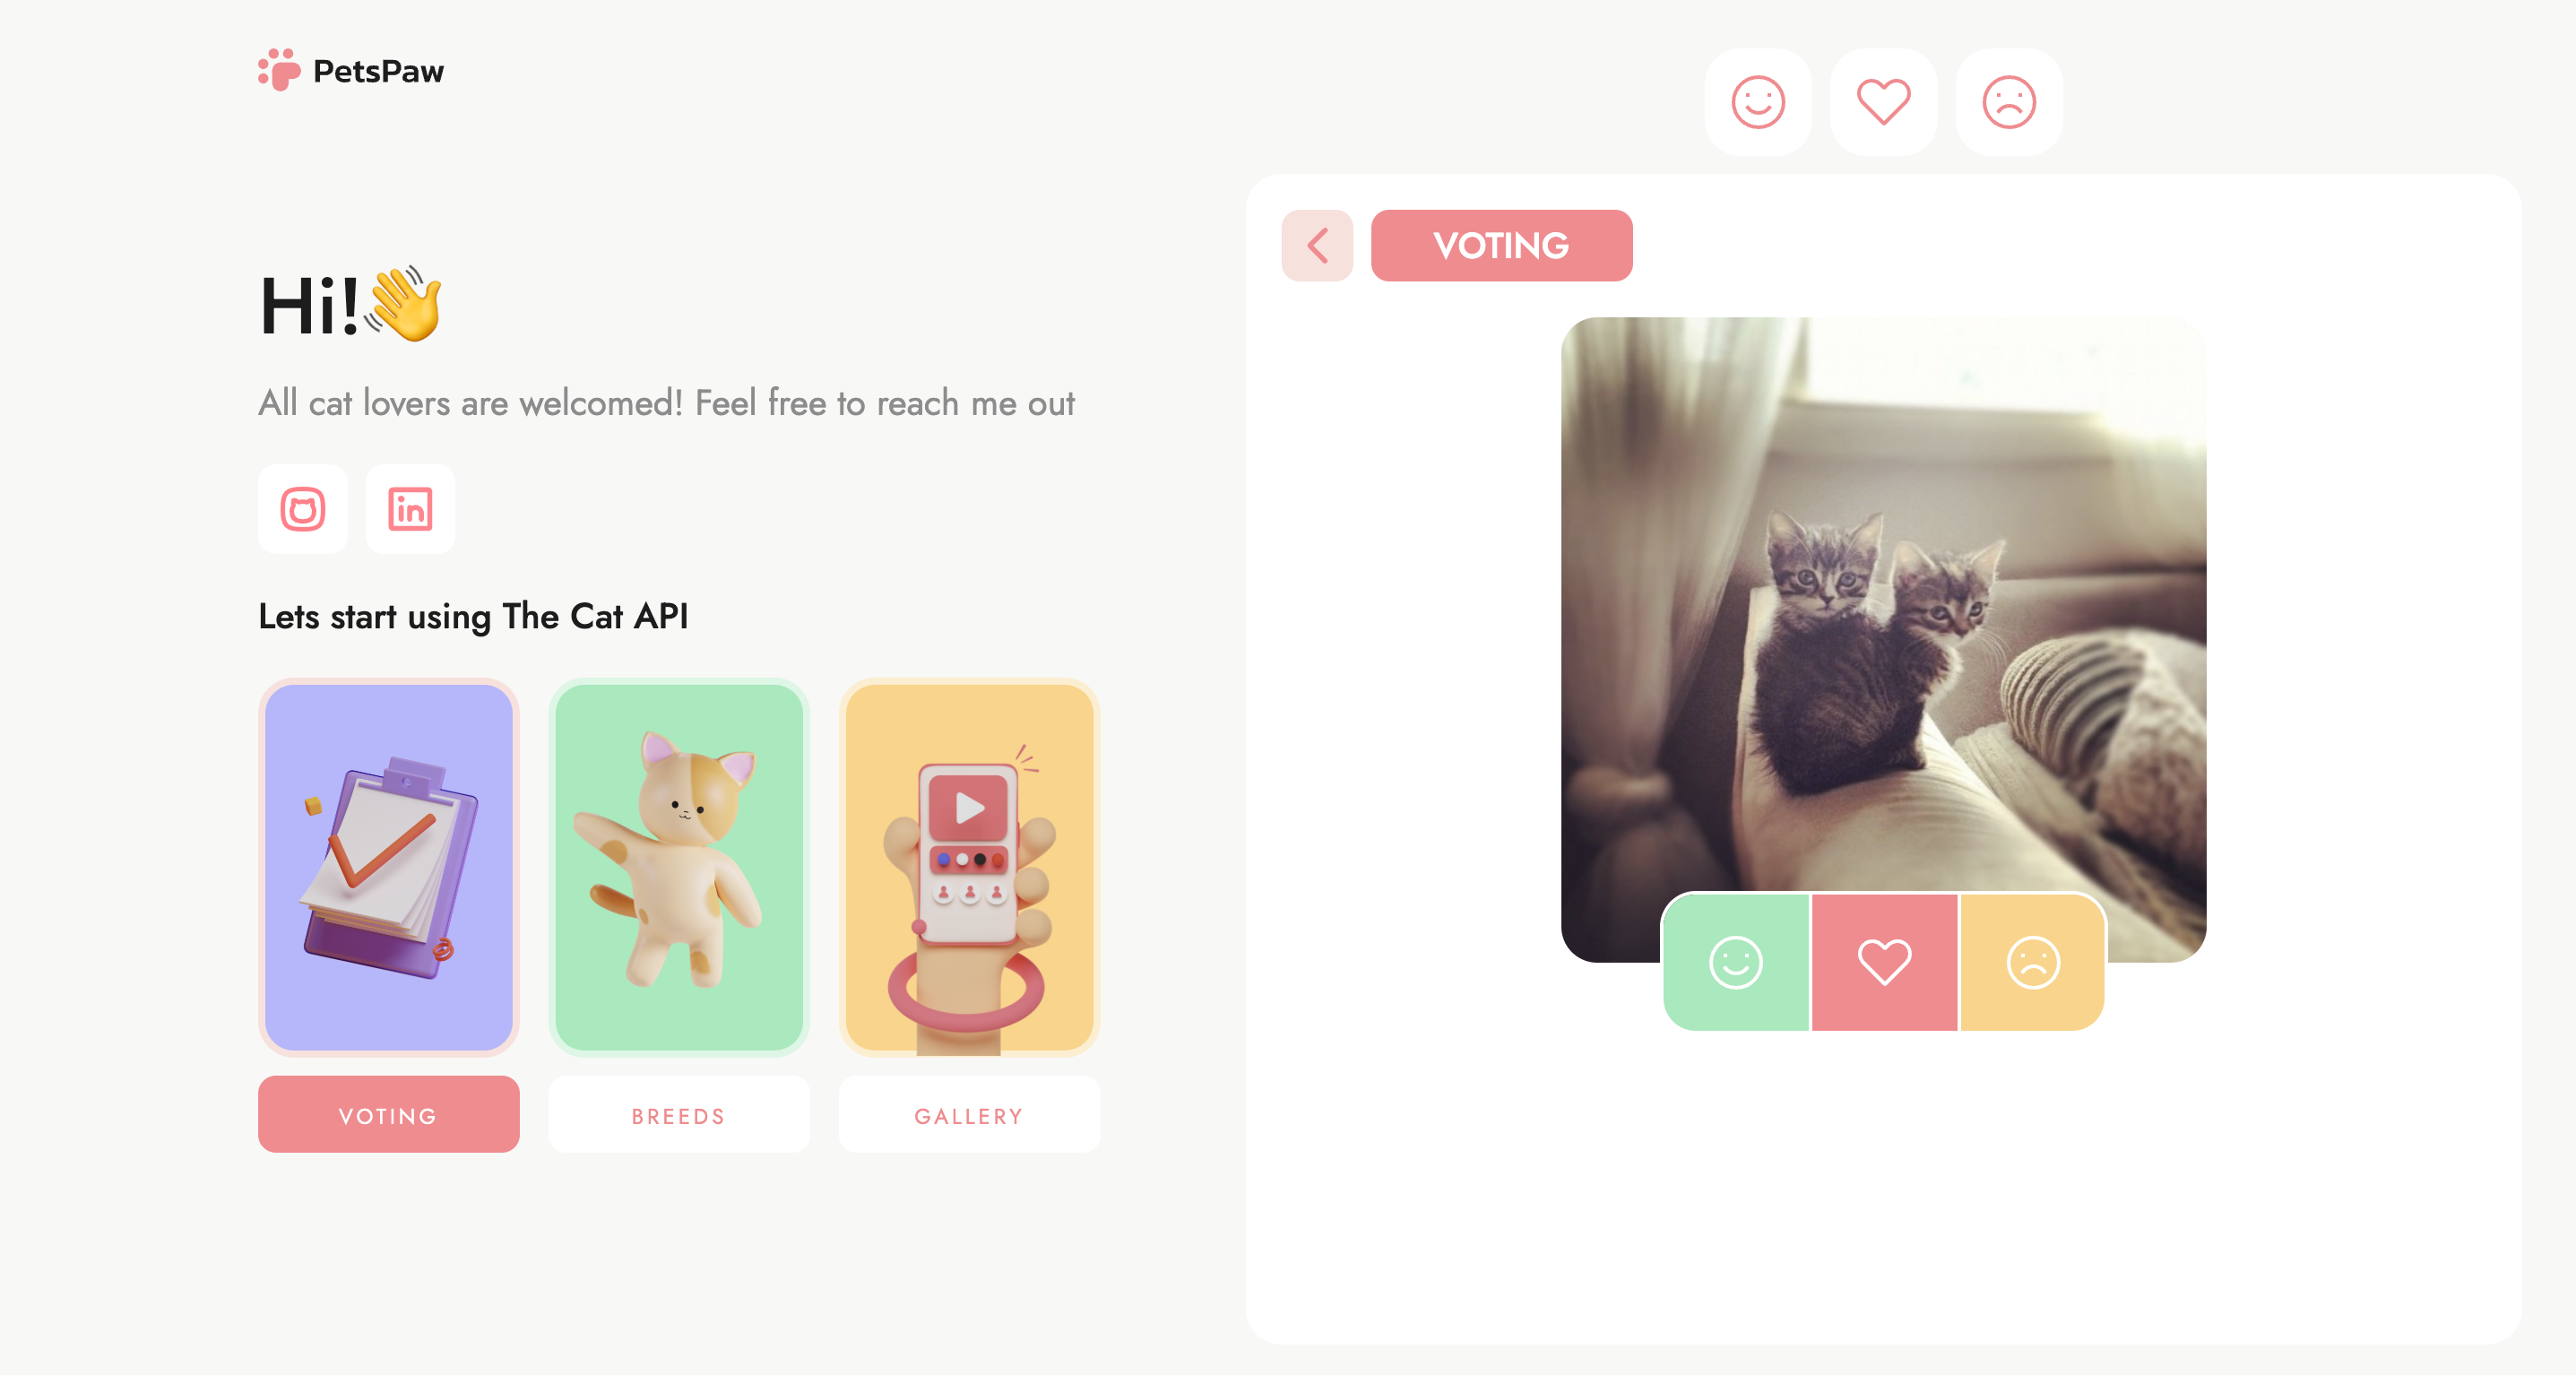 PetsPaw
Hi!👋
All cat lovers are welcomed! Feel free to reach me out
in
Lets start using The Cat API
VOTING
BREEDS
GALLERY
VOTING